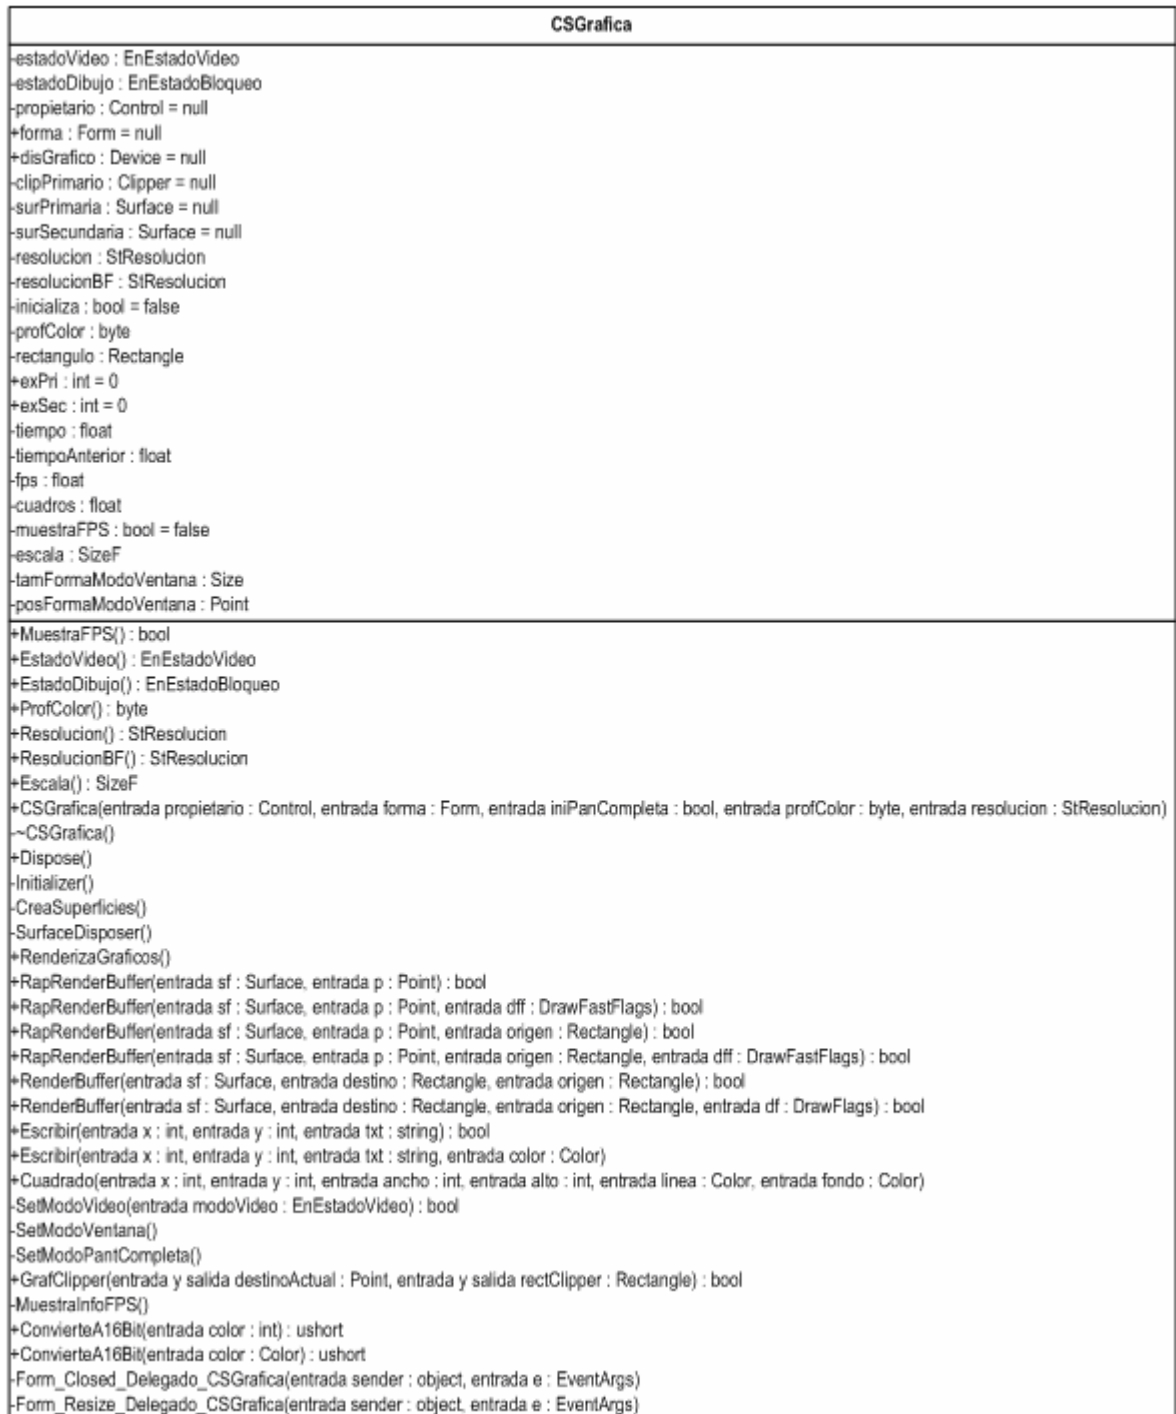 CSGrafica
-estadoVideo : EnEstadoVideo
-estadoDibujo : EnEstadoBloqueo
-propietario : Control = null
+forma : Form = null
+disGrafico : Device = null
-clipPrimario : Clipper = null
-surPrimaria : Surface = null
-surSecundaria : Surface = null
-resolucion : StResolucion
-resolucionBF : StResolucion
-inicializa : bool = false
-profColor : byte
-rectangulo : Rectangle
+exPri : int = 0
+exSec : int = 0
-tiempo : float
-tiempoAnterior : float
-fps : float
-cuadros : float
-muestraFPS : bool = false
-escala : SizeF
-tamFormaModoVentana : Size
-posFormaModoVentana : Point
+MuestraFPS() : bool
+EstadoVideo() : EnEstadoVideo
+EstadoDibujo() : EnEstadoBloqueo
+ProfColor() : byte
+Resolucion() : StResolucion
+ResolucionBF() : StResolucion
+Escala() : SizeF
+CSGrafica(entrada propietario : Control, entrada forma : Form, entrada iniPanCompleta : bool, entrada profColor : byte, entrada resolucion : StResolucion)
-~CSGrafica()
+Dispose()
-Initializer()
-CreaSuperficies()
-SurfaceDisposer()
+RenderizaGraficos()
+RapRenderBuffer(entrada sf : Surface, entrada p : Point) : bool
+RapRenderBuffer(entrada sf : Surface, entrada p : Point, entrada dff : DrawFastFlags) : bool
+RapRenderBuffer(entrada sf : Surface, entrada p : Point, entrada origen : Rectangle) : bool
+RapRenderBuffer(entrada sf : Surface, entrada p : Point, entrada origen : Rectangle, entrada dff : DrawFastFlags) : bool
+RenderBuffer(entrada sf : Surface, entrada destino : Rectangle, entrada origen : Rectangle) : bool
+RenderBuffer(entrada sf : Surface, entrada destino : Rectangle, entrada origen : Rectangle, entrada df : DrawFlags) : bool
+Escribir(entrada x : int, entrada y : int, entrada txt : string) : bool
+Escribir(entrada x : int, entrada y : int, entrada txt : string, entrada color : Color)
+Cuadrado(entrada x : int, entrada y : int, entrada ancho : int, entrada alto : int, entrada linea : Color, entrada fondo : Color)
-SetModoVideo(entrada modoVideo : EnEstadoVideo) : bool
-SetModoVentana()
-SetModoPantCompleta()
+GrafClipper(entrada y salida destinoActual : Point, entrada y salida rectClipper : Rectangle) : bool
-MuestraInfoFPS()
+ConvierteA16Bit(entrada color : int) : ushort
+ConvierteA16Bit(entrada color : Color) : ushort
-Form_Closed_Delegado_CSGrafica(entrada sender : object, entrada e : EventArgs)
-Form_Resize_Delegado_CSGrafica(entrada sender : object, entrada e : EventArgs)